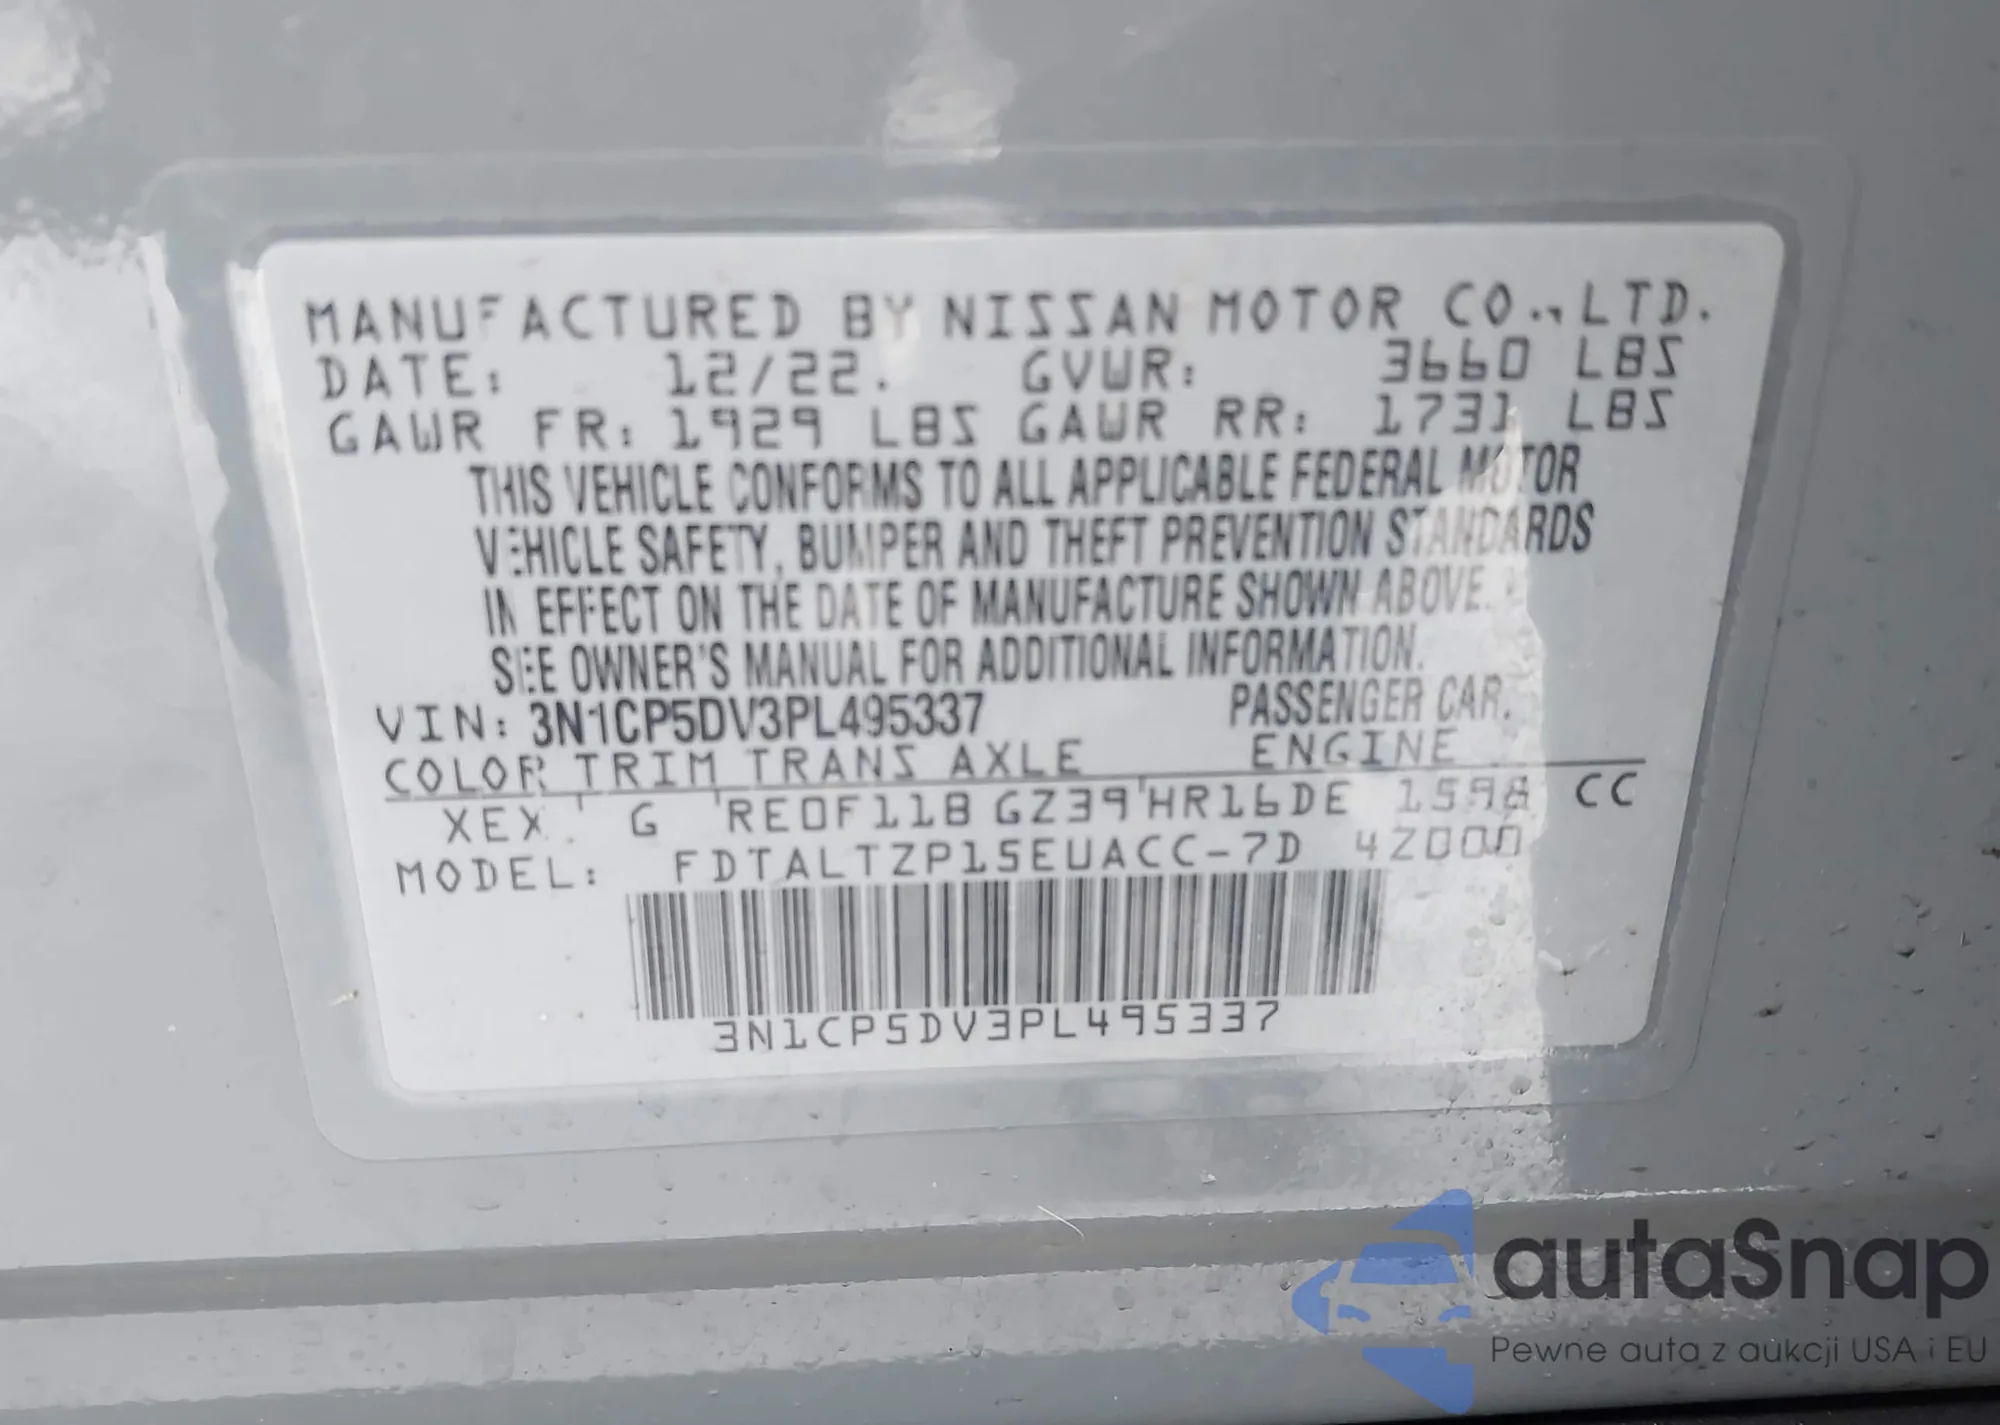 MANUFACTURED BY NISSAN MOTOR CO., LTD.
DATE: 12/22. GVWR: 3660 LBS
GAWR FR: 1929 LBS GAWR RR: 1731 LBS
THIS VEHICLE CONFORMS TO ALL APPLICABLE FEDERAL MOTOR
VEHICLE SAFETY, BUMPER AND THEFT PREVENTION STANDARDS
IN EFFECT ON THE DATE OF MANUFACTURE SHOWN ABOVE.
SEE OWNER'S MANUAL FOR ADDITIONAL INFORMATION.
VIN: 3N1CP5DV3PL495337 PASSENGER CAR.
COLOR TRIM TRANS AXLE ENGINE
XEX G RE0F11B GZ39 HR16DE 1598 CC
MODEL: FDTALTZP15EUACC-7D 4Z000
3N1CP5DV3PL495337
autaSnap
Pewne auta z aukcji USA i EU